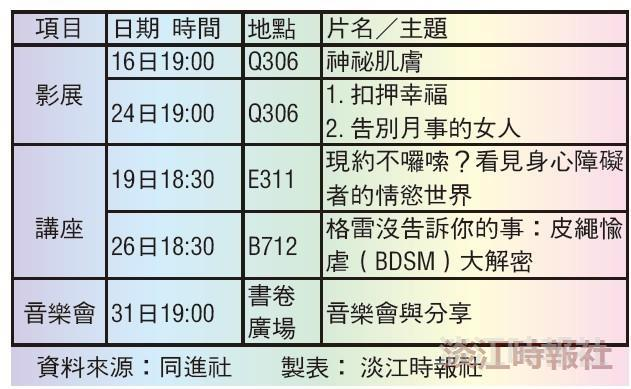 項目 日期 時間 地點 片名／主題
影展 16日19:00 Q306 神祕肌膚
24日19:00 Q306 1. 扣押幸福
2. 告別月事的女人
講座 19日18:30 E311 現約不囉嗦？看見身心障礙
者的情慾世界
26日18:30 B712 格雷沒告訴你的事：皮繩愉
虐（BDSM）大解密
音樂會 31日19:00 書卷
廣場 音樂會與分享
資料來源：同進社 製表：淡江時報社
淡江時報社